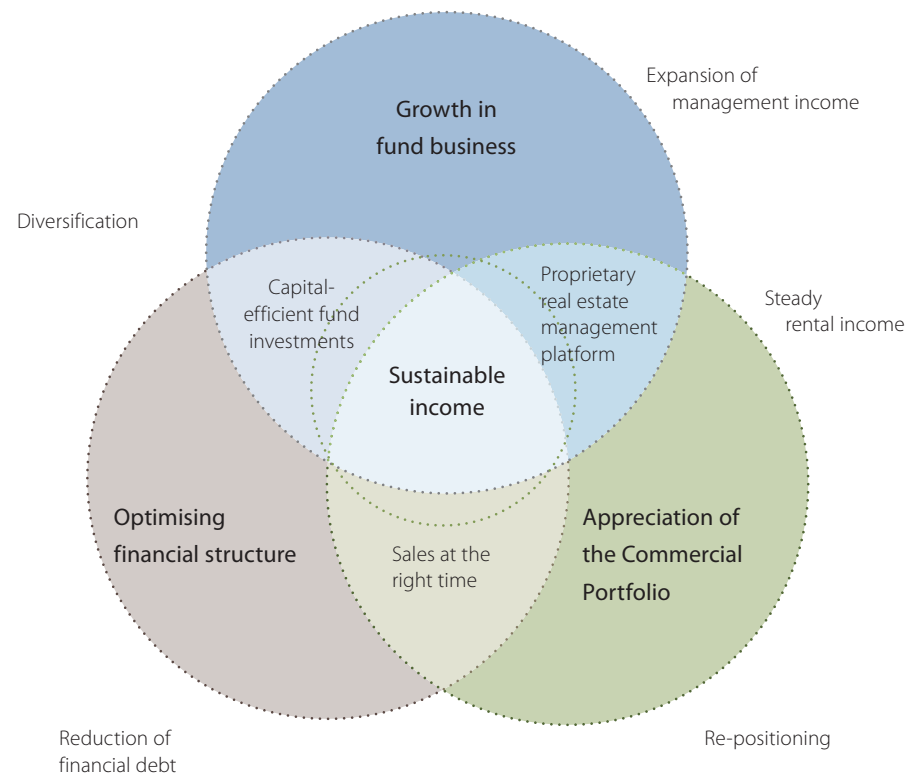 Expansion of
management income
Growth in
fund business
Diversification
Capital-
efficient fund
investments
Proprietary
real estate
management
platform
Steady
rental income
Sustainable
income
Optimising
financial structure
Appreciation of
the Commercial
Portfolio
Sales at the
right time
Reduction of
financial debt
Re-positioning